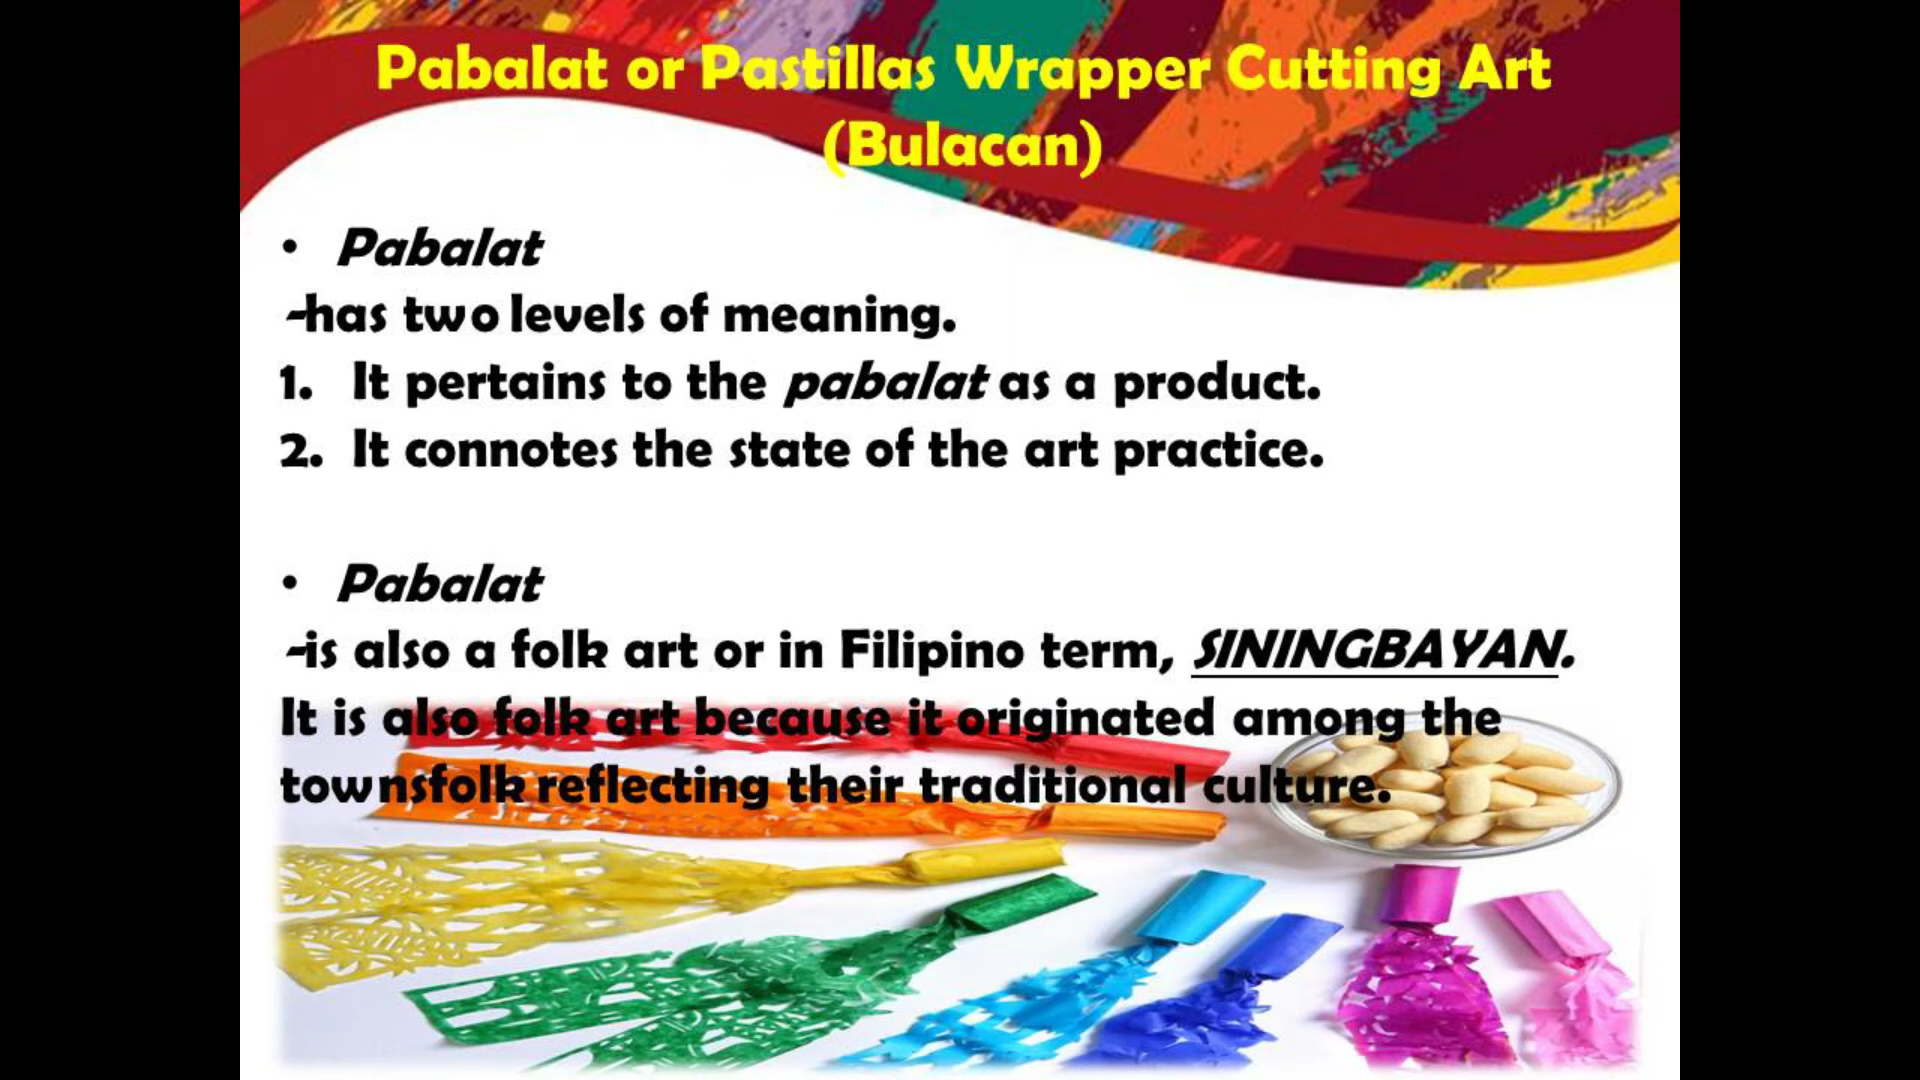 Pabalat or Pastillas Wrapper Cutting Art
(Bulacan)
• Pabalat
-has two levels of meaning.
1. It pertains to the pabalat as a product.
2. It connotes the state of the art practice.
• Pabalat
-is also a folk art or in Filipino term, SININGBAYAN.
It is also folk art because it originated among the
townsfolk reflecting their traditional culture.